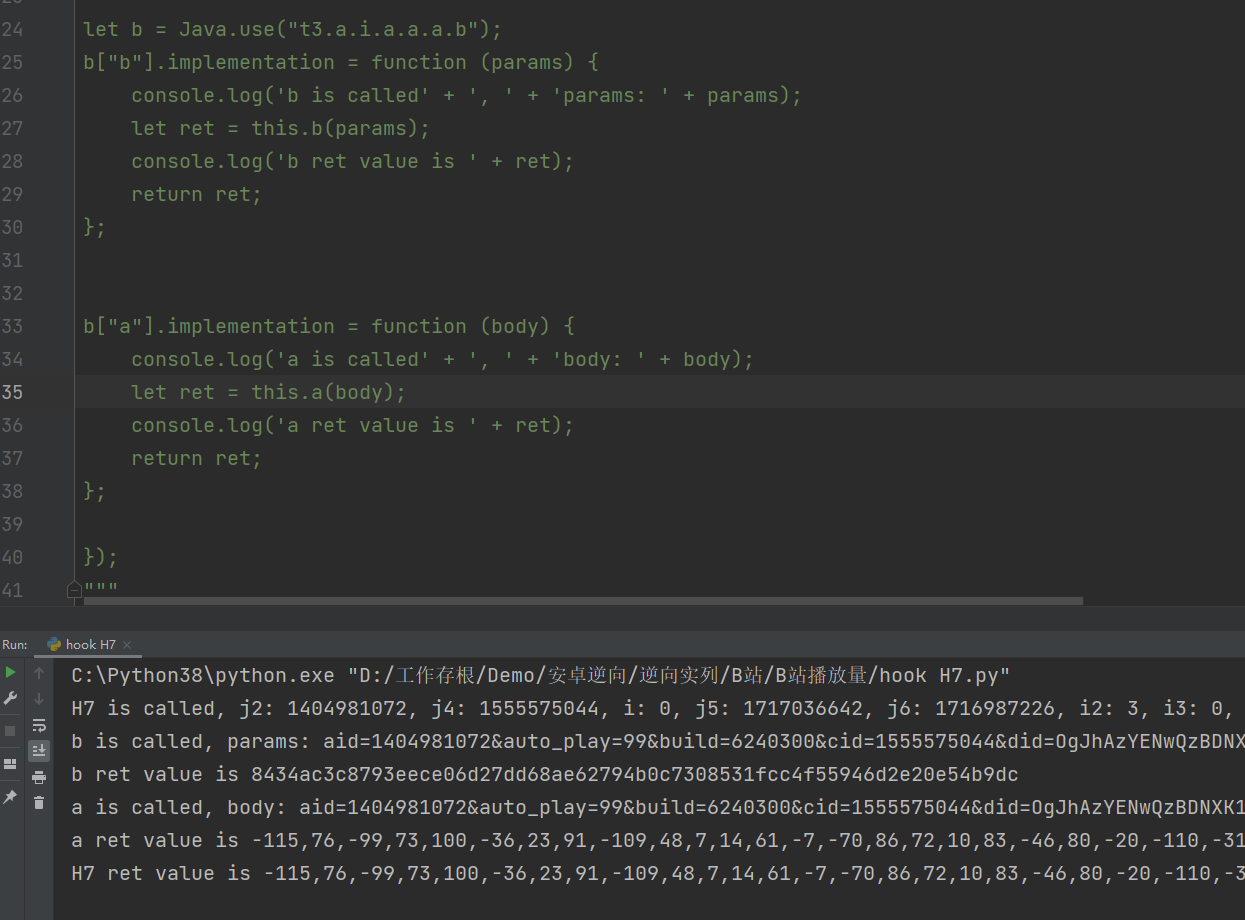 24 let b = Java.use("t3.a.i.a.a.a.b");
25 b["b"].implementation = function (params) {
26 console.log('b is called' + ', ' + 'params: ' + params);
27 let ret = this.b(params);
28 console.log('b ret value is ' + ret);
29 return ret;
30 };
31
32
33 b["a"].implementation = function (body) {
34 console.log('a is called' + ', ' + 'body: ' + body);
35 let ret = this.a(body);
36 console.log('a ret value is ' + ret);
37 return ret;
38 };
39
40 });
41 """
Run: hook H7
C:\Python38\python.exe "D:/工作存根/Demo/安卓逆向/逆向实列/B站/B站播放量/hook H7.py"
H7 is called, j2: 1404981072, j4: 1555575044, i: 0, j5: 1717036642, j6: 1716987226, i2: 3, i3: 0,
b is called, params: aid=1404981072&auto_play=99&build=6240300&cid=1555575044&did=OgJhAzYENwQzBDNX
b ret value is 8434ac3c8793eece06d27dd68ae62794b0c7308531fcc4f55946d2e20e54b9dc
a is called, body: aid=1404981072&auto_play=99&build=6240300&cid=1555575044&did=OgJhAzYENwQzBDNXK1
a ret value is -115,76,-99,73,100,-36,23,91,-109,48,7,14,61,-7,-70,86,72,10,83,-46,80,-20,-110,-31
H7 ret value is -115,76,-99,73,100,-36,23,91,-109,48,7,14,61,-7,-70,86,72,10,83,-46,80,-20,-110,-3